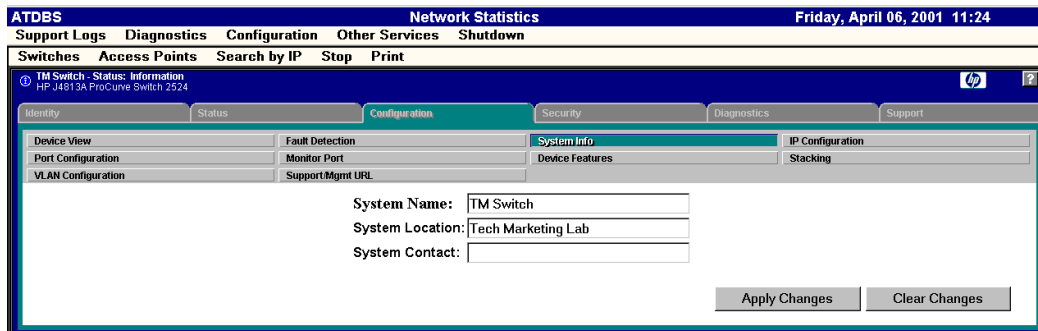 ATDBS Network Statistics Friday, April 06, 2001 11:24
Support Logs Diagnostics Configuration Other Services Shutdown
Switches Access Points Search by IP Stop Print
TM Switch - Status: Information
HP J4813A ProCurve Switch 2524
hp ?
Identity Status Configuration Security Diagnostics Support
Device View Fault Detection System Info IP Configuration
Port Configuration Monitor Port Device Features Stacking
VLAN Configuration Support/Mgmt URL
System Name: TM Switch
System Location: Tech Marketing Lab
System Contact:
Apply Changes Clear Changes